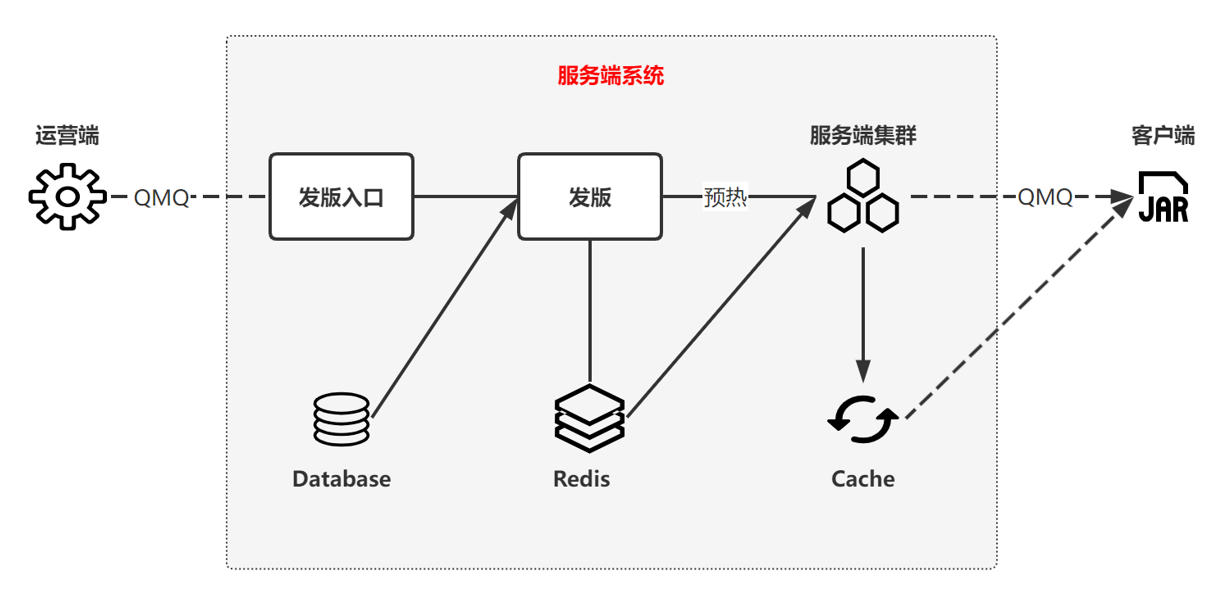 服务端系统
运营端
服务端集群
客户端
QMQ
发版入口
发版
预热
QMQ
JAR
Database
Redis
Cache